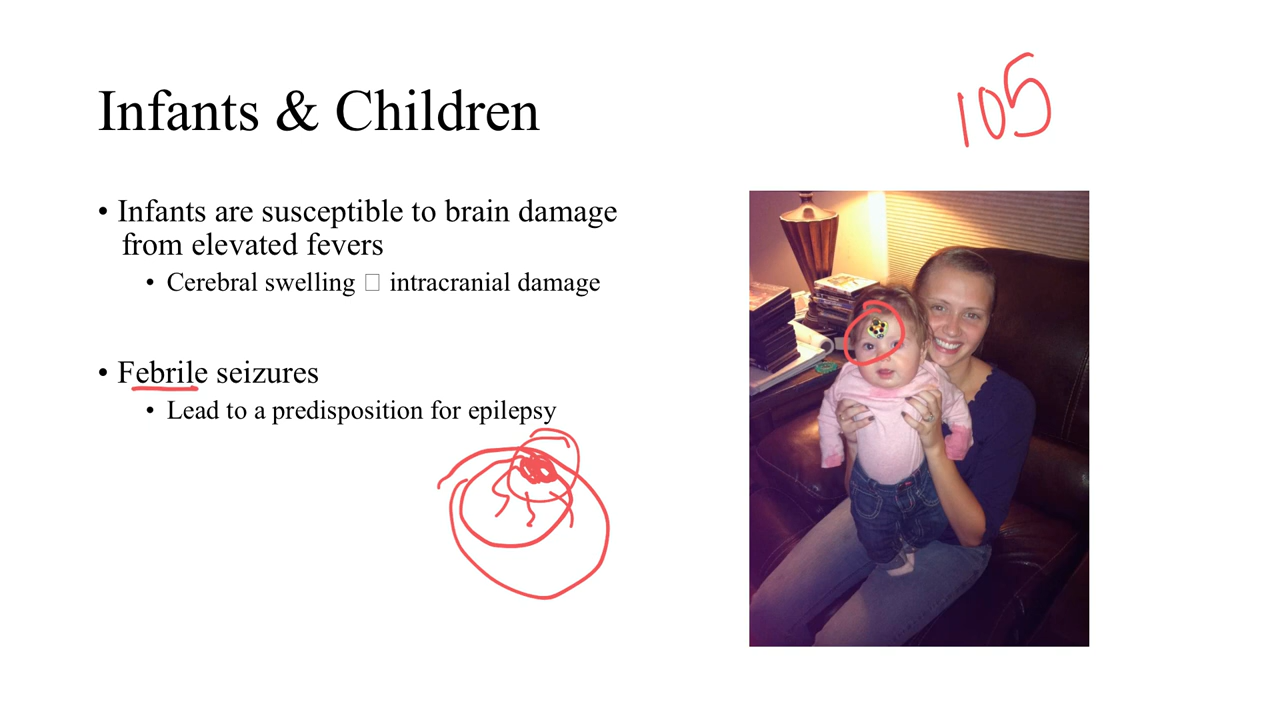 Infants & Children
105
• Infants are susceptible to brain damage
from elevated fevers
• Cerebral swelling □ intracranial damage
• Febrile seizures
• Lead to a predisposition for epilepsy